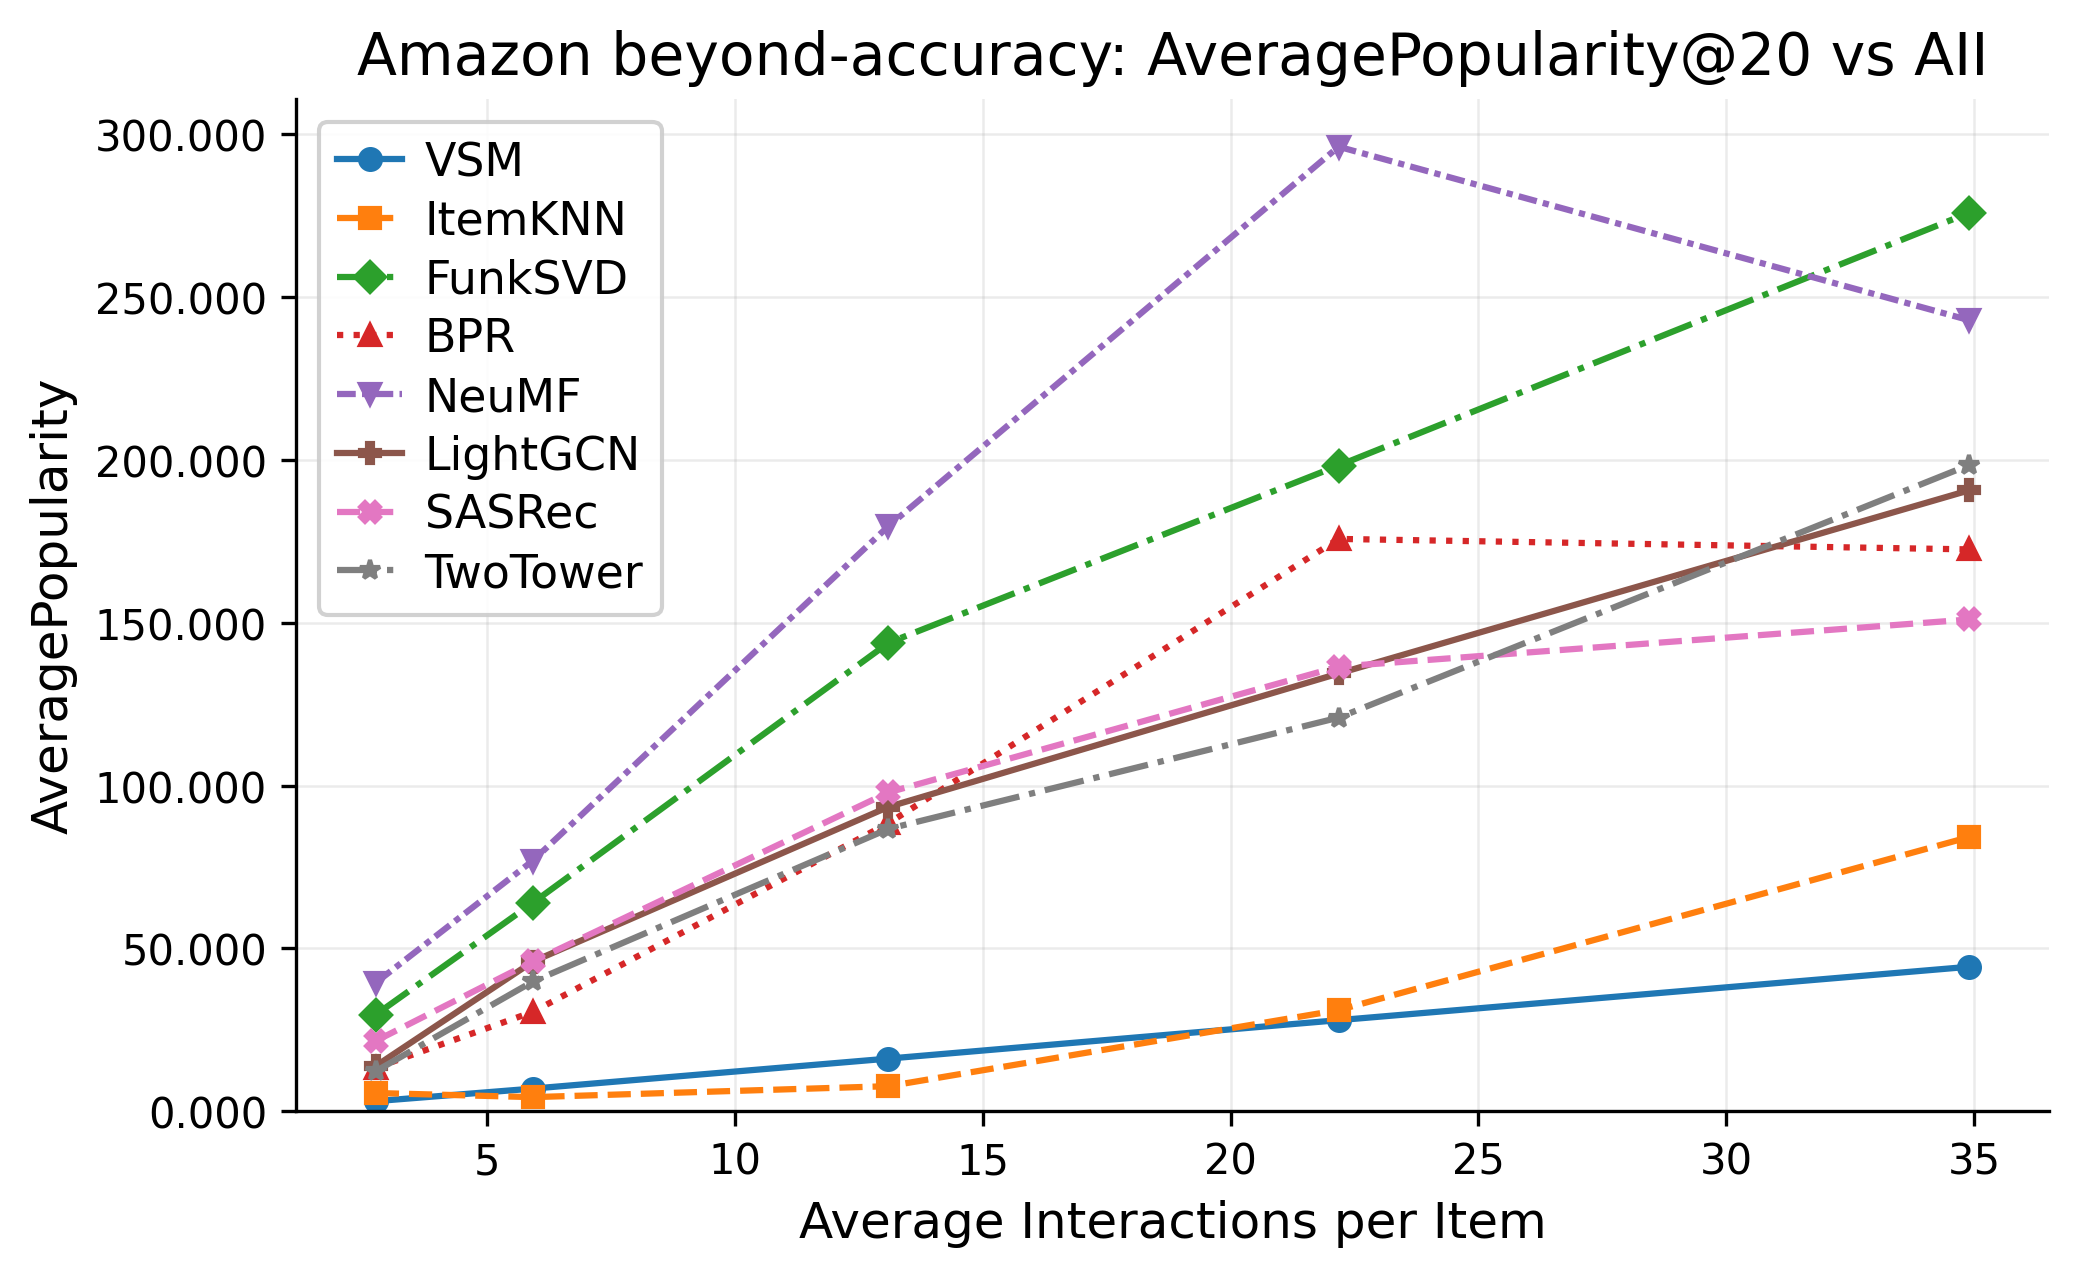 Amazon beyond-accuracy: AveragePopularity@20 vs AII
AveragePopularity
300.000
250.000
200.000
150.000
100.000
50.000
0.000
VSM
ItemKNN
FunkSVD
BPR
NeuMF
LightGCN
SASRec
TwoTower
5 10 15 20 25 30 35
Average Interactions per Item